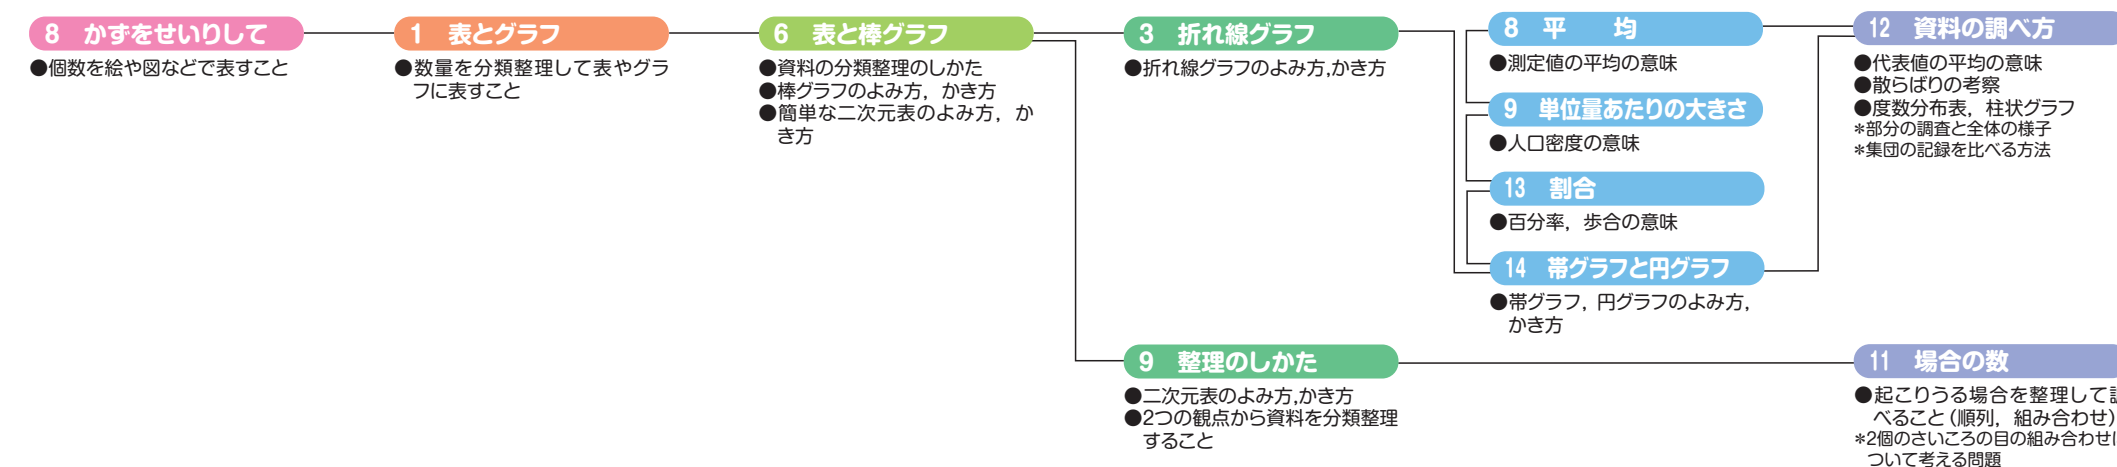 8 かずをせいりして
●個数を絵や図などで表すこと
1 表とグラフ
●数量を分類整理して表やグラ
フに表すこと
6 表と棒グラフ
●資料の分類整理のしかた
●棒グラフのよみ方，かき方
●簡単な二次元表のよみ方，か
き方
3 折れ線グラフ
●折れ線グラフのよみ方,かき方
9 整理のしかた
●二次元表のよみ方,かき方
●2つの観点から資料を分類整理
すること
8 平 均
●測定値の平均の意味
9 単位量あたりの大きさ
●人口密度の意味
13 割合
●百分率，歩合の意味
14 帯グラフと円グラフ
●帯グラフ，円グラフのよみ方，
かき方
12 資料の調べ方
●代表値の平均の意味
●散らばりの考察
●度数分布表，柱状グラフ
*部分の調査と全体の様子
*集団の記録を比べる方法
11 場合の数
●起こりうる場合を整理して
べること（順列，組み合わせ）
*2個のさいころの目の組み合わせ
ついて考える問題